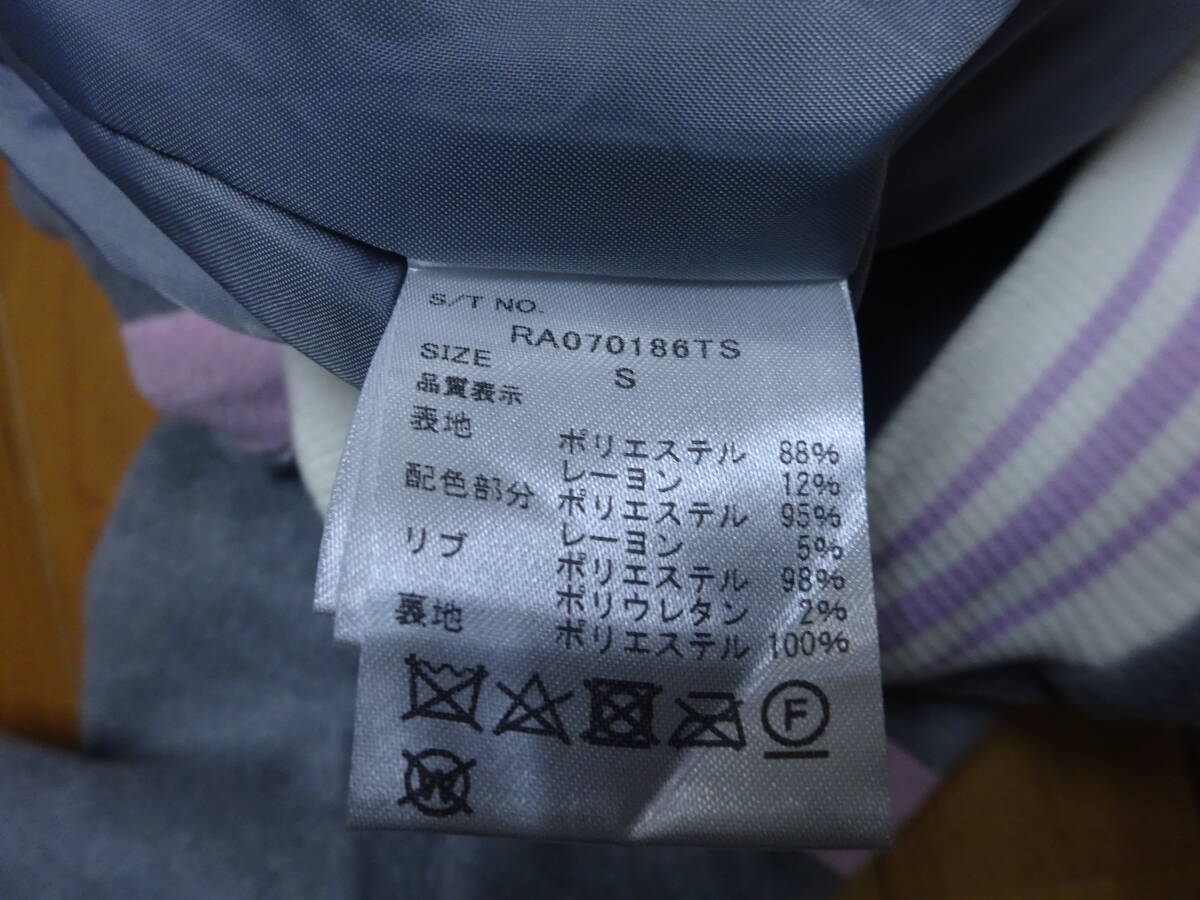 S/T NO.
RA070186TS
SIZE
S
品質表示
表地
ポリエステル 88%
レーヨン 12%
配色部分
ポリエステル 95%
レーヨン 5%
リブ
ポリエステル 98%
ポリウレタン 2%
裏地
ポリエステル 100%
F
W